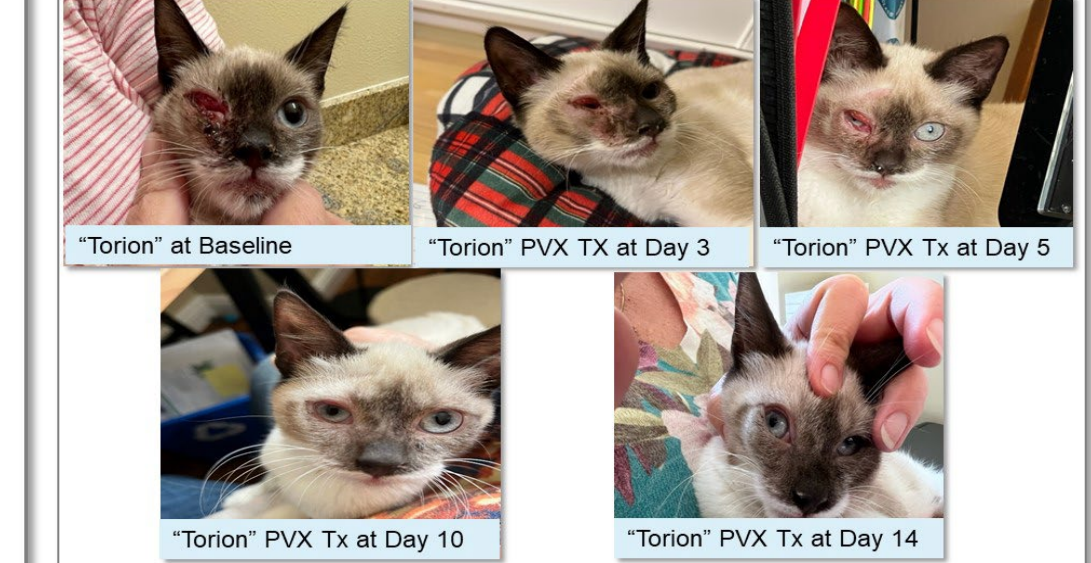 “Torion” at Baseline
“Torion” PVX TX at Day 3
“Torion” PVX Tx at Day 5
“Torion” PVX Tx at Day 10
“Torion” PVX Tx at Day 14